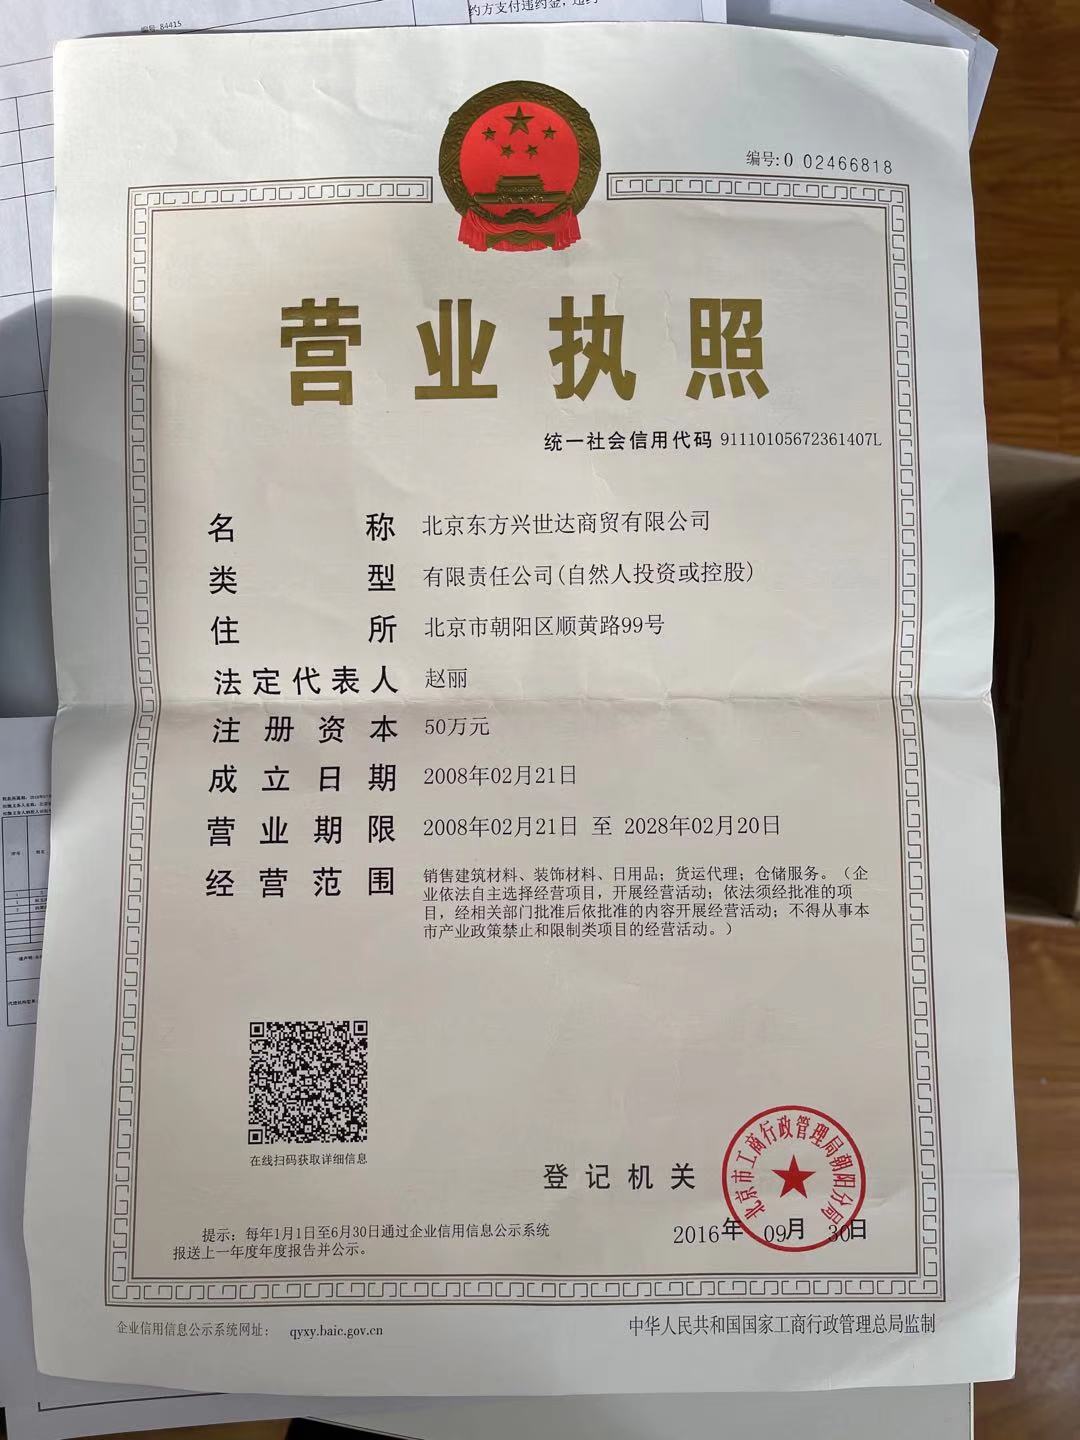 编号: 84415
约方支付违约金，违约
编号:0 02466818
营业执照
统一社会信用代码 91110105672361407L
名称 北京东方兴世达商贸有限公司
类型 有限责任公司(自然人投资或控股)
住所 北京市朝阳区顺黄路99号
法定代表人 赵丽
注册资本 50万元
成立日期 2008年02月21日
营业期限 2008年02月21日 至 2028年02月20日
经营范围 销售建筑材料、装饰材料、日用品；货运代理；仓储服务。（企
业依法自主选择经营项目，开展经营活动；依法须经批准的项
目，经相关部门批准后依批准的内容开展经营活动；不得从事本
市产业政策禁止和限制类项目的经营活动。）
在线扫码获取详细信息
登记机关
北京市工商行政管理局朝阳分局
2016年 09月 30日
提示：每年1月1日至6月30日通过企业信用信息公示系统
报送上一年度年度报告并公示。
企业信用信息公示系统网址： qyxy.baic.gov.cn
中华人民共和国国家工商行政管理总局监制